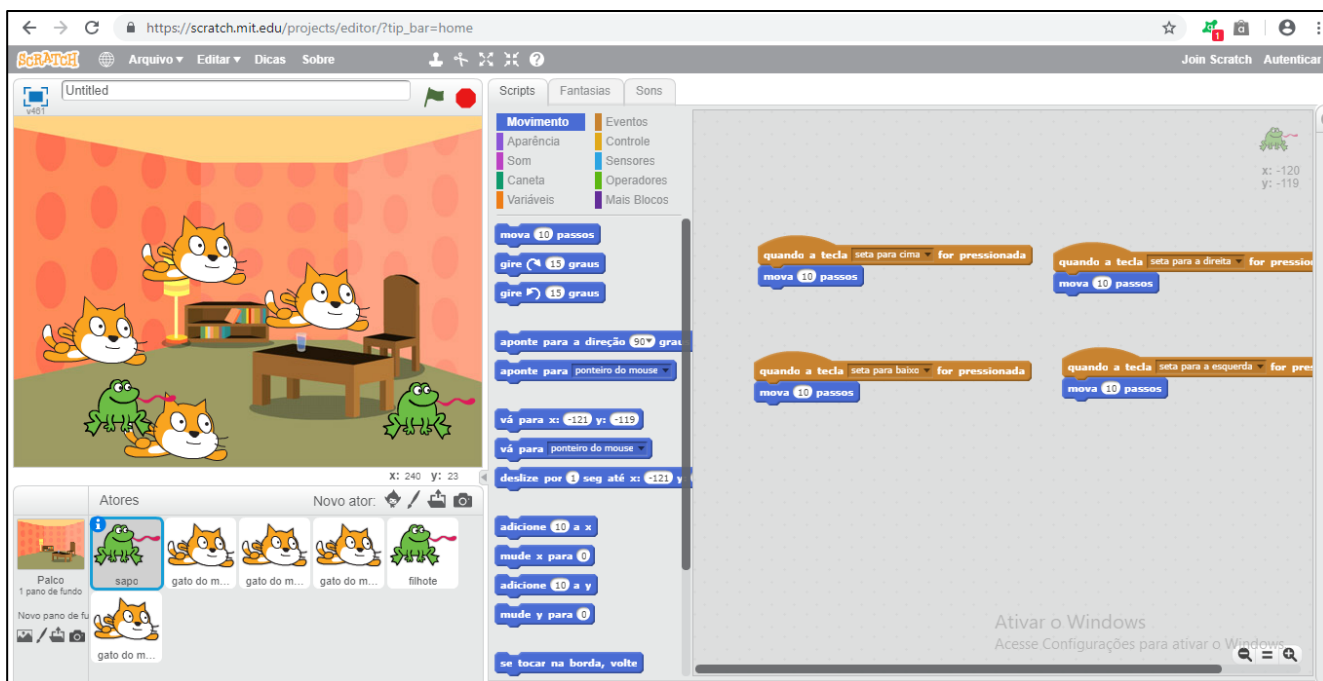 https://scratch.mit.edu/projects/editor/?tip_bar=home
1
SCRATCH Arquivo Editar Dicas Sobre
Join Scratch Autenticar
Untitled
v461
x: 240 y: 23
Atores Novo ator:
Palco
1 pano de fundo
Novo pano de fu
sapo
gato do m...
gato do m...
gato do m...
filhote
gato do m...
Scripts Fantasias Sons
Movimento Eventos
Aparência Controle
Som Sensores
Caneta Operadores
Variáveis Mais Blocos
mova 10 passos
gire 15 graus
gire 15 graus
aponte para a direção 90 grau
aponte para ponteiro do mouse
vá para x: -121 y: -119
vá para ponteiro do mouse
deslize por 1 seg até x: -121 y
adicione 10 a x
mude x para 0
adicione 10 a y
mude y para 0
se tocar na borda, volte
x: -120
y: -119
quando a tecla seta para cima for pressionada
mova 10 passos
quando a tecla seta para a direita for pression
mova 10 passos
quando a tecla seta para baixo for pressionada
mova 10 passos
quando a tecla seta para a esquerda for pres
mova 10 passos
Ativar o Windows
Acesse Configurações para ativar o Windows.